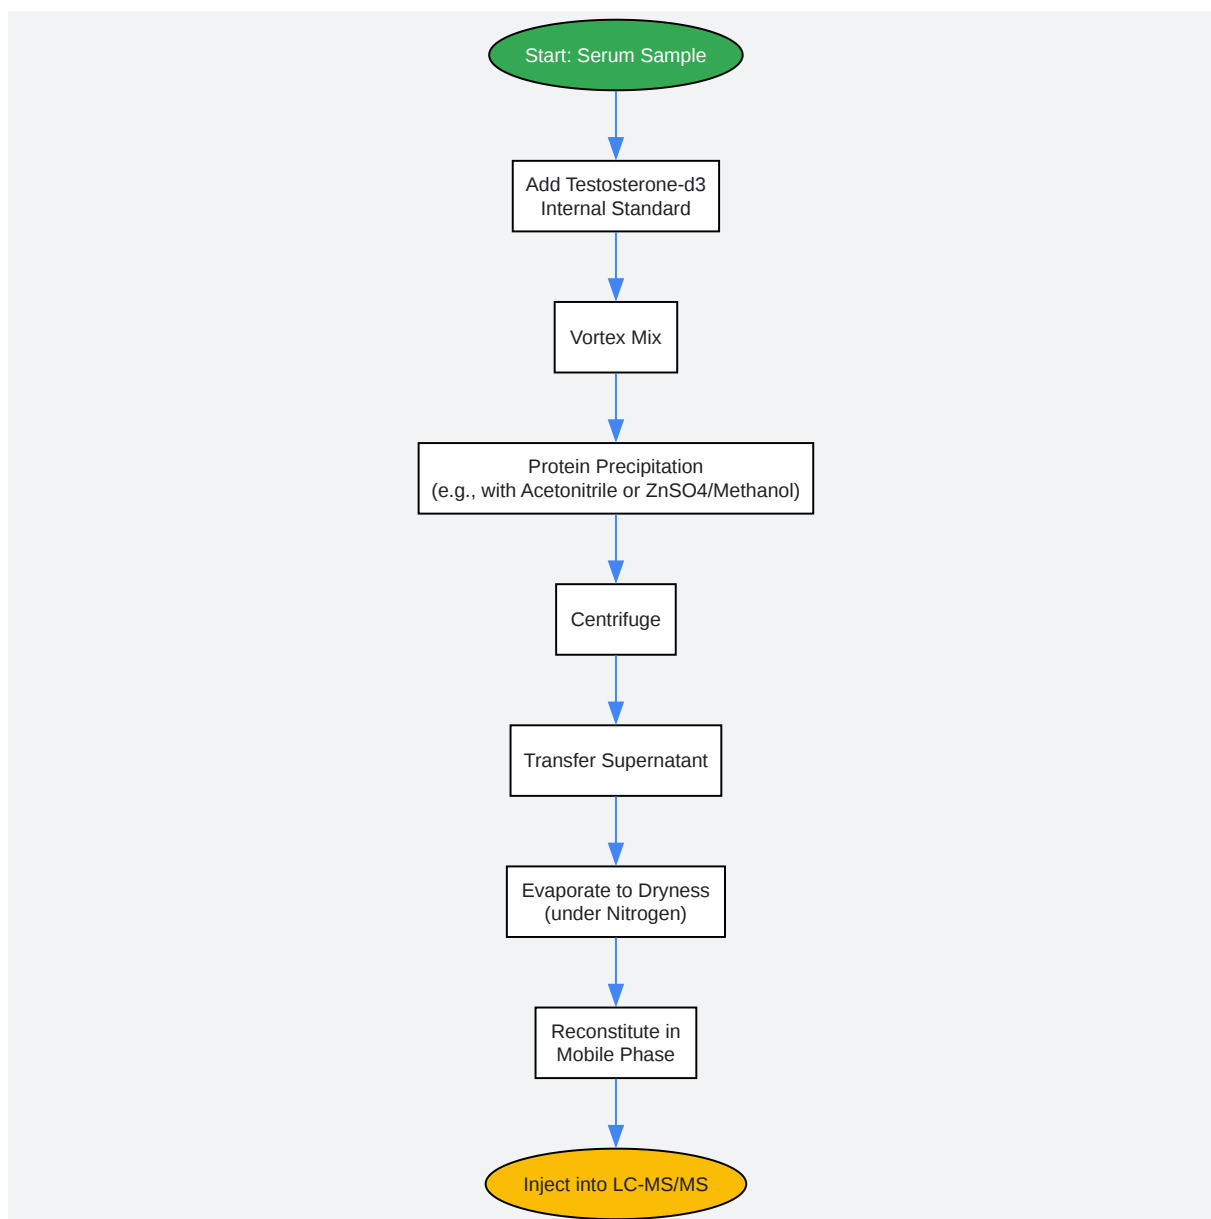 Start: Serum Sample
Add Testosterone-d3
Internal Standard
Vortex Mix
Protein Precipitation
(e.g., with Acetonitrile or ZnSO4/Methanol)
Centrifuge
Transfer Supernatant
Evaporate to Dryness
(under Nitrogen)
Reconstitute in
Mobile Phase
Inject into LC-MS/MS